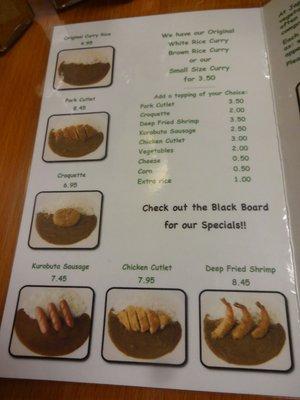 Original Curry Rice
4.95
Pork Cutlet
8.45
Croquette
6.95
Kurobuta Sausage
7.45
Chicken Cutlet
7.95
Deep Fried Shrimp
8.45
We have our Original
White Rice Curry
Brown Rice Curry
or our
Small Size Curry
for 3.50
Add a topping of your Choice:
Pork Cutlet 3.50
Croquette 2.00
Deep Fried Shrimp 3.50
Kurobuta Sausage 2.50
Chicken Cutlet 3.00
Vegetables 2.00
Cheese 0.50
Corn 0.50
Extra rice 1.00
Check out the Black Board
for our Specials!!